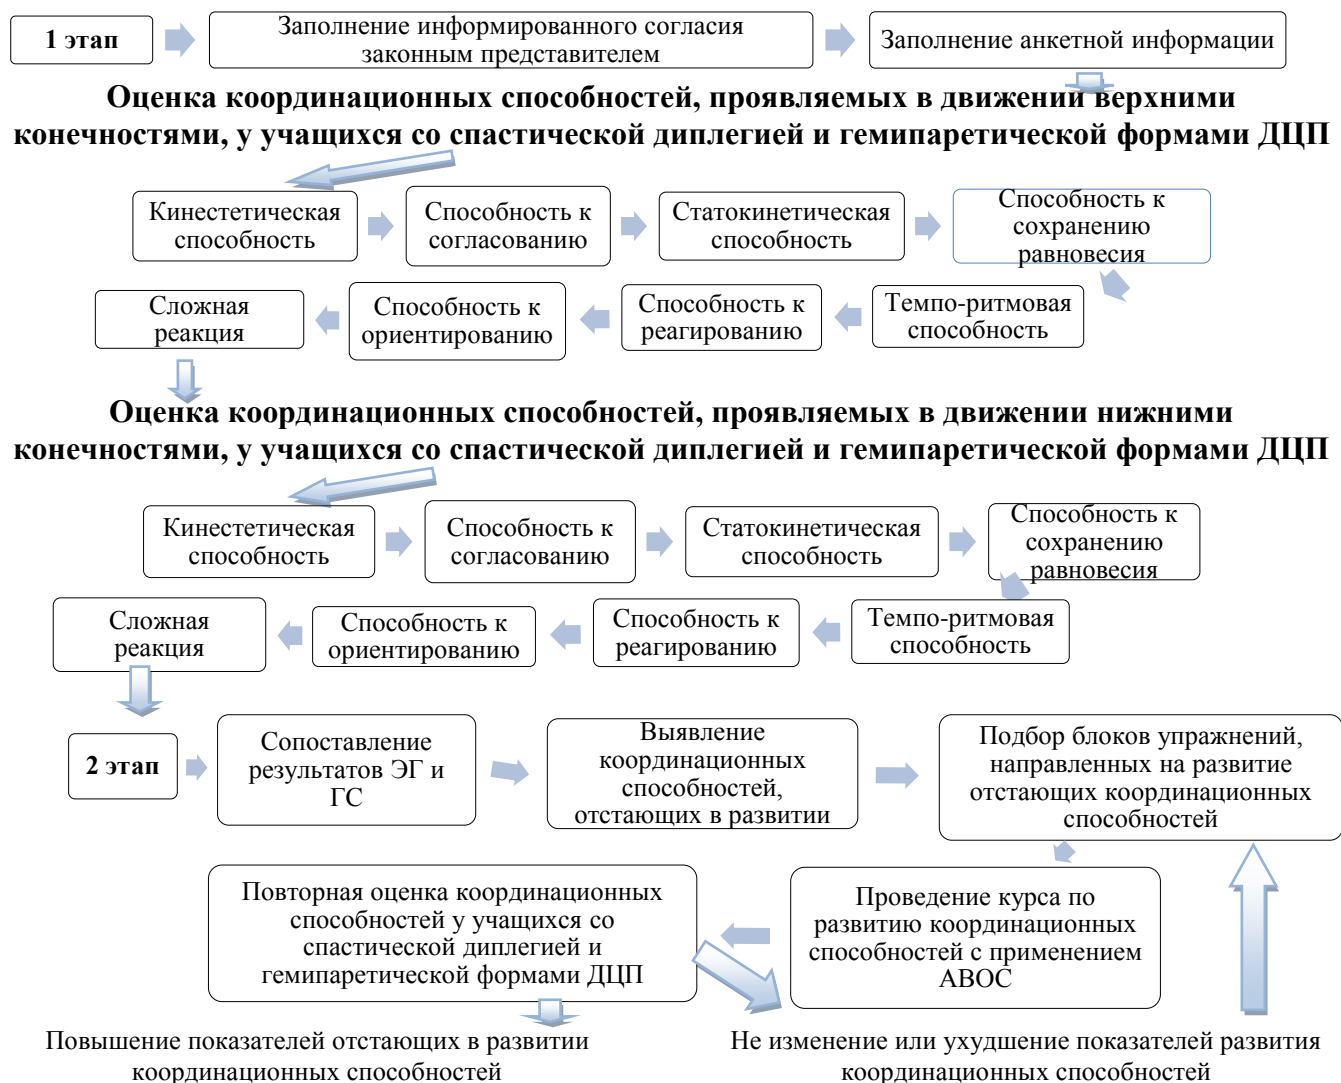 1 этап
Заполнение информированного согласия
законным представителем
Заполнение анкетной информации
Оценка координационных способностей, проявляемых в движений верхними
конечностями, у учащихся со спастической диплегией и гемипаретической формами ДЦП
Кинестетическая
способность
Способность к
согласованию
Статокинетическая
способность
Способность к
сохранению
равновесия
Темпо-ритмовая
способность
Способность к
реагированию
Способность к
ориентированию
Сложная
реакция
Оценка координационных способностей, проявляемых в движении нижними
конечностями, у учащихся со спастической диплегией и гемипаретической формами ДЦП
Кинестетическая
способность
Способность к
согласованию
Статокинетическая
способность
Способность к
сохранению
равновесия
Темпо-ритмовая
способность
Способность к
реагированию
Способность к
ориентированию
Сложная
реакция
2 этап
Сопоставление
результатов ЭГ и
ГС
Выявление
координационных
способностей,
отстающих в развитии
Подбор блоков упражнений,
направленных на развитие
отстающих координационных
способностей
Проведение курса по
развитию координационных
способностей с применением
АВОС
Повторная оценка координационных
способностей у учащихся со
спастической диплегией и
гемипаретической формами ДЦП
Повышение показателей отстающих в развитии
координационных способностей
Не изменение или ухудшение показателей развития
координационных способностей